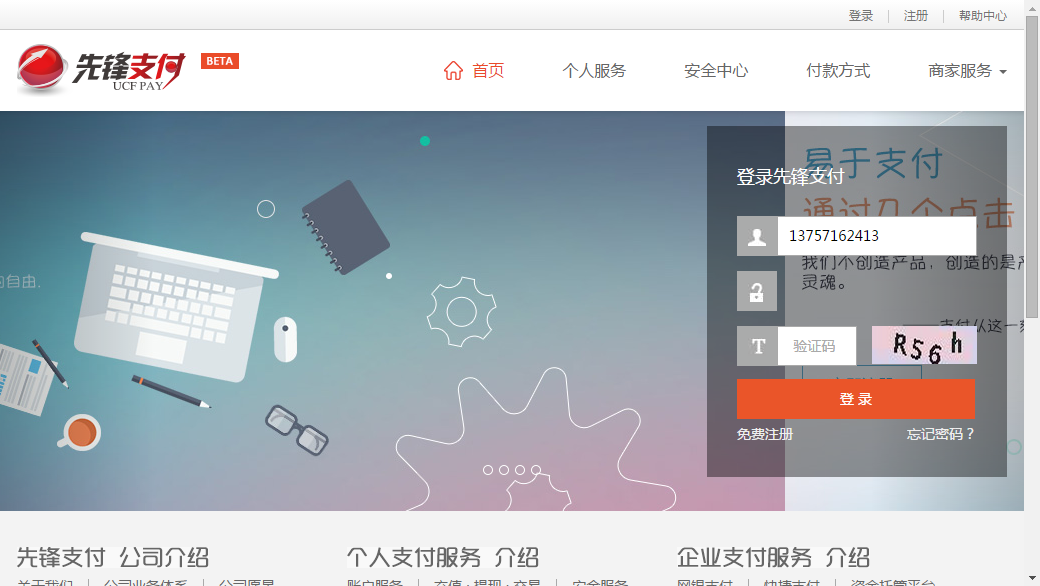 登录 注册 帮助中心
先锋支付 BETA
UCF PAY
首页 个人服务 安全中心 付款方式 商家服务
易于支付
登录先锋支付
通过几个点击
13757162413
我们不创造产品，创造的是产
灵魂。
的自由.
支付从这一
T 验证码 R56h
登 录
免费注册 忘记密码？
先锋支付 公司介绍 个人支付服务 介绍 企业支付服务 介绍
关于我们 公司业务体系 公司愿景 账户服务 充值·提现·交易 安全服务 网银支付 快捷支付 资金托管平台